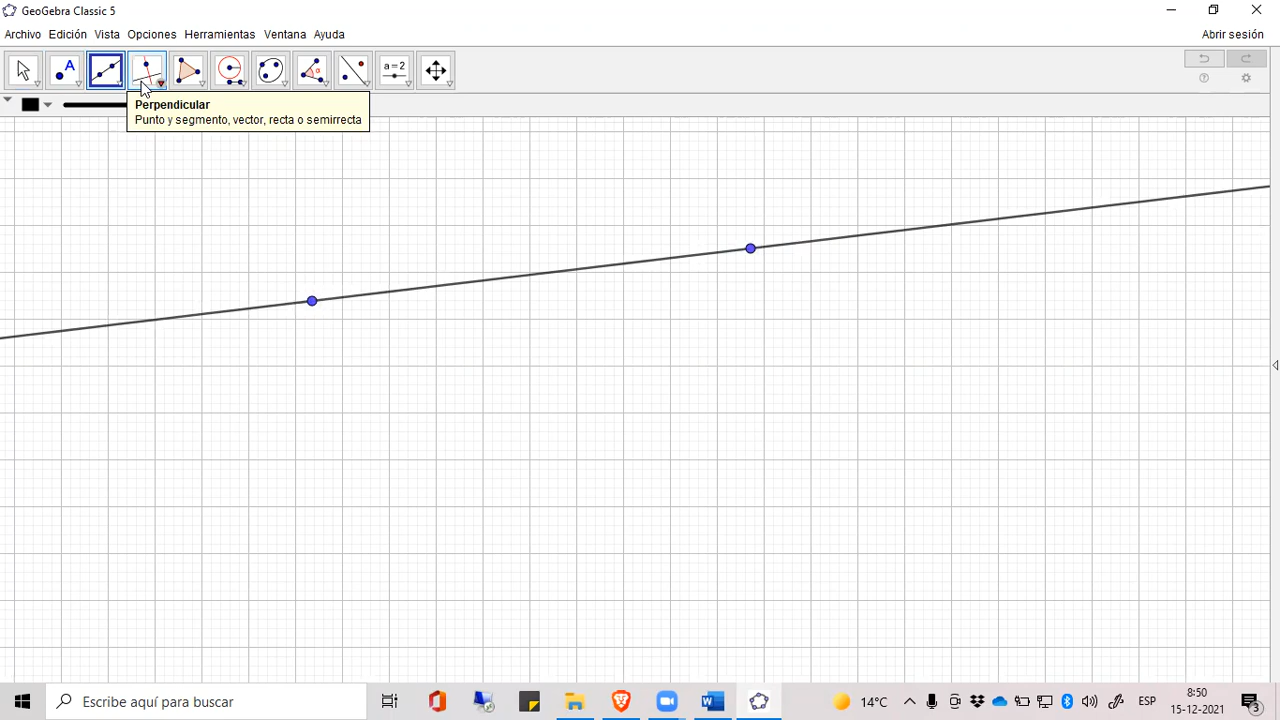 GeoGebra Classic 5
Archivo Edición Vista Opciones Herramientas Ventana Ayuda
Abrir sesión
A
α
a = 2
Perpendicular
Punto y segmento, vector, recta o semirrecta
Escribe aquí para buscar
14°C
ESP
8:50
15-12-2021
3